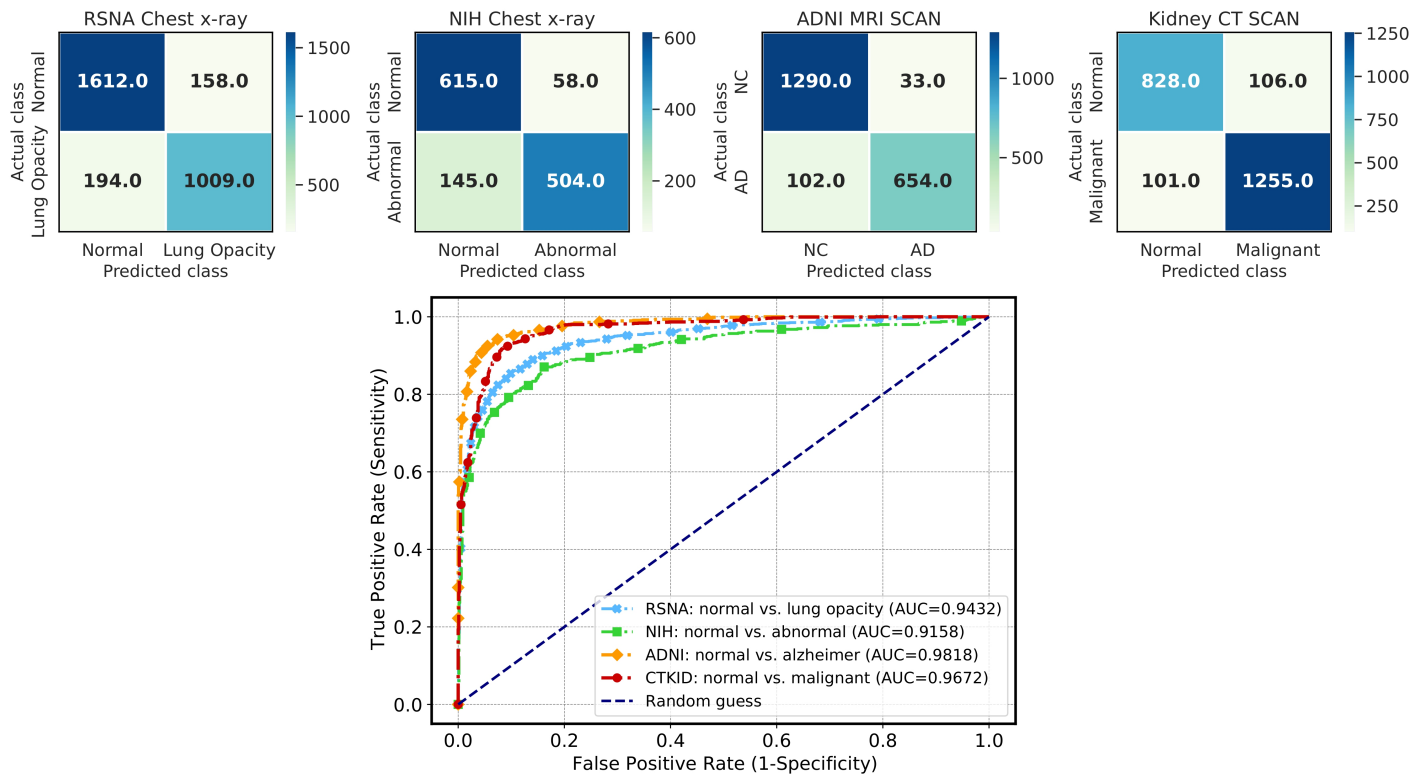 RSNA Chest x-ray
NIH Chest x-ray
ADNI MRI SCAN
Kidney CT SCAN
Actual class
Normal
Lung Opacity
1612.0 158.0
194.0 1009.0
Normal Lung Opacity
Predicted class
1500
1000
500
Actual class
Normal
Abnormal
615.0 58.0
145.0 504.0
Normal Abnormal
Predicted class
600
400
200
Actual class
NC
AD
1290.0 33.0
102.0 654.0
NC AD
Predicted class
1000
500
Actual class
Normal
Malignant
828.0 106.0
101.0 1255.0
Normal Malignant
Predicted class
1250
1000
750
500
250
True Positive Rate (Sensitivity)
1.0
0.8
0.6
0.4
0.2
0.0
RSNA: normal vs. lung opacity (AUC=0.9432)
NIH: normal vs. abnormal (AUC=0.9158)
ADNI: normal vs. alzheimer (AUC=0.9818)
CTKID: normal vs. malignant (AUC=0.9672)
Random guess
0.0 0.2 0.4 0.6 0.8 1.0
False Positive Rate (1-Specificity)